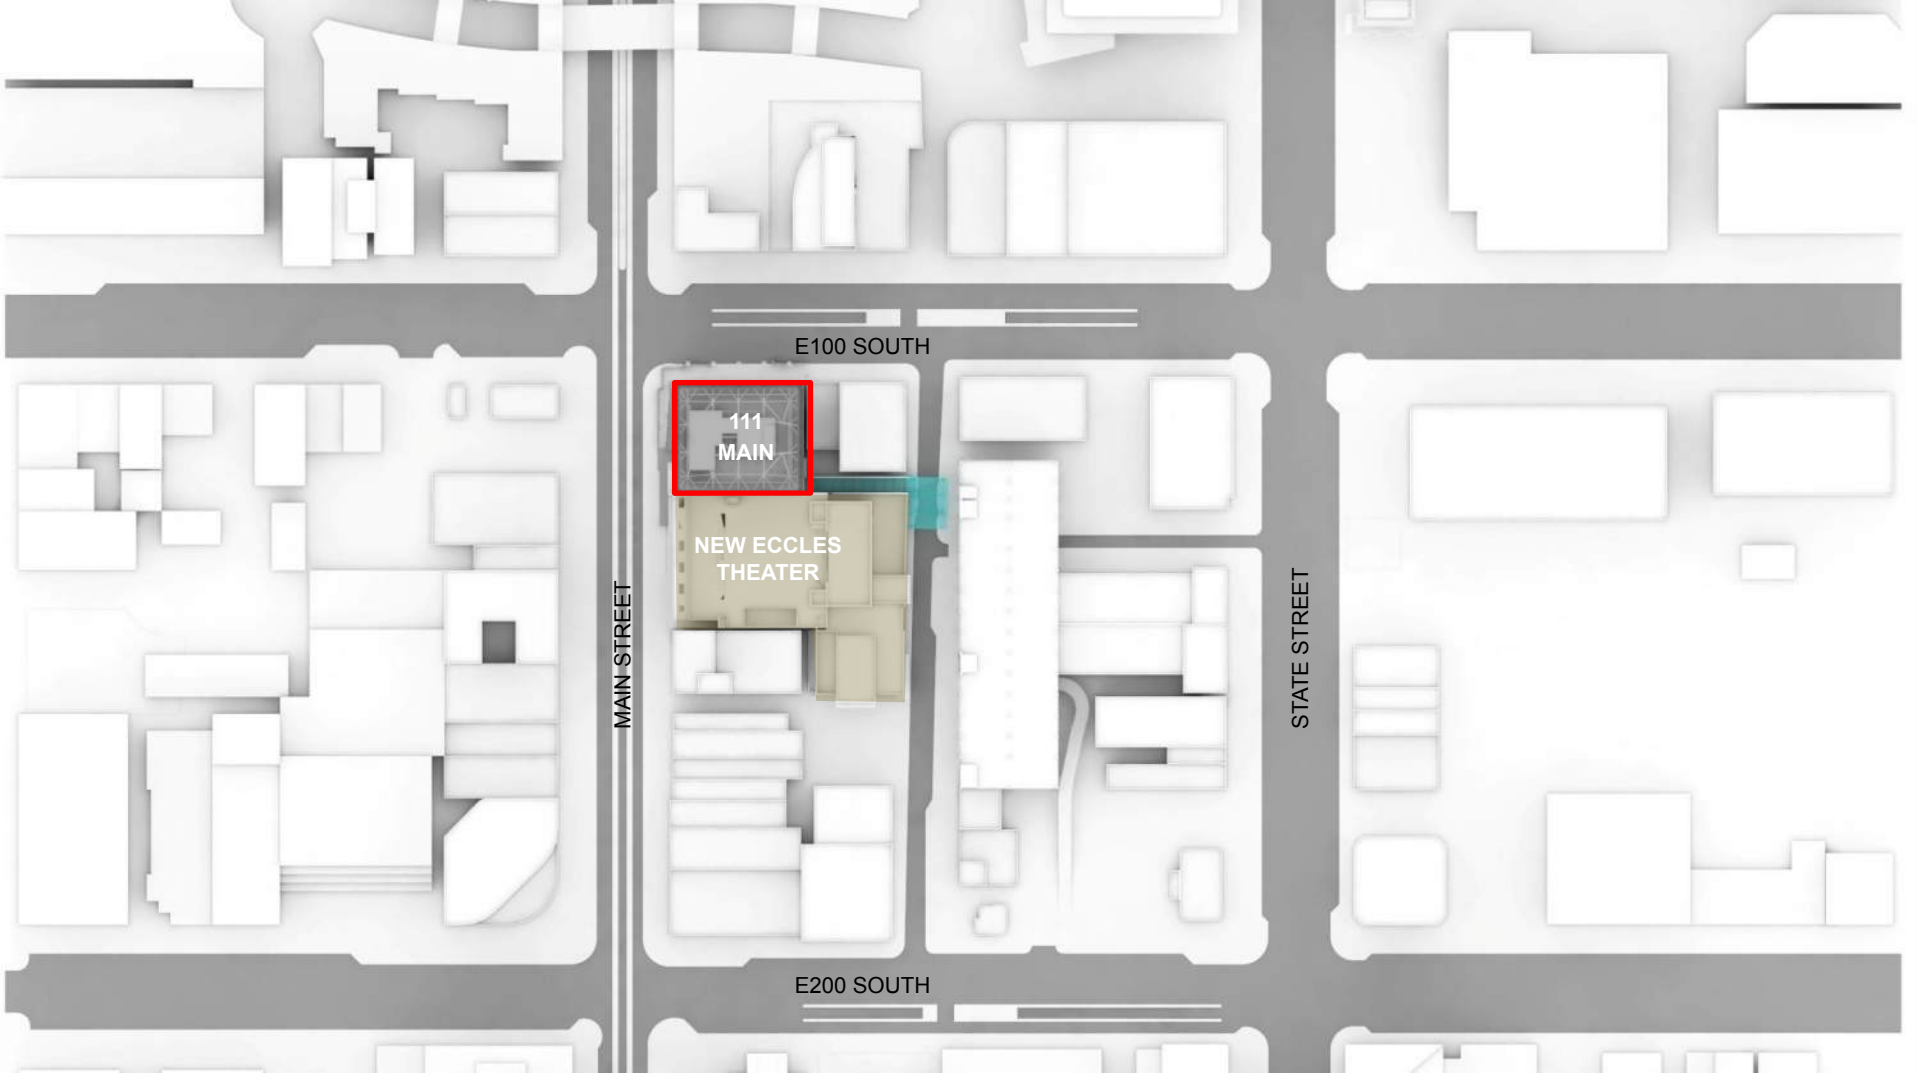 E100 SOUTH
111
MAIN
NEW ECCLES
THEATER
MAIN STREET
STATE STREET
E200 SOUTH